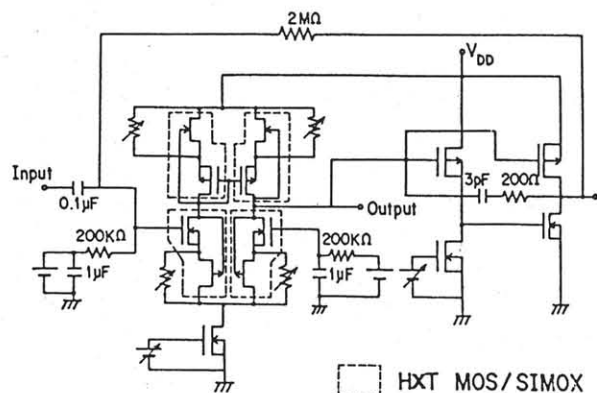 2MΩ
VDD
Input
0.1μF
3pF
200Ω
Output
200KΩ
1μF
200KΩ
1μF
HXT MOS/SIMOX